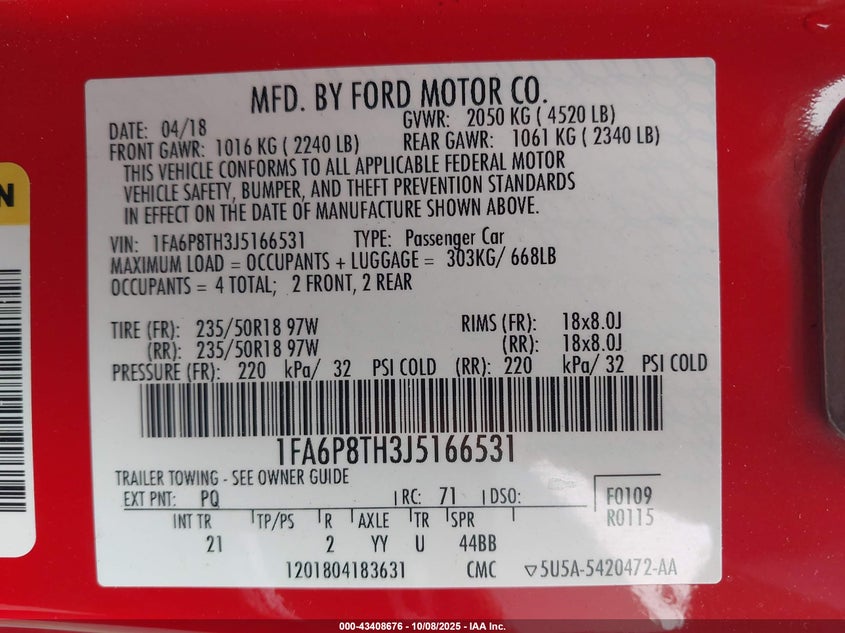 MFD. BY FORD MOTOR CO.
DATE: 04/18 GVWR: 2050 KG ( 4520 LB)
FRONT GAWR: 1016 KG ( 2240 LB) REAR GAWR: 1061 KG ( 2340 LB)
THIS VEHICLE CONFORMS TO ALL APPLICABLE FEDERAL MOTOR
VEHICLE SAFETY, BUMPER, AND THEFT PREVENTION STANDARDS
IN EFFECT ON THE DATE OF MANUFACTURE SHOWN ABOVE.
VIN: 1FA6P8TH3J5166531 TYPE: Passenger Car
MAXIMUM LOAD = OCCUPANTS + LUGGAGE = 303KG/ 668LB
OCCUPANTS = 4 TOTAL; 2 FRONT, 2 REAR
TIRE (FR): 235/50R18 97W RIMS (FR): 18x8.0J
(RR): 235/50R18 97W (RR): 18x8.0J
PRESSURE (FR): 220 kPa/ 32 PSI COLD (RR): 220 kPa/ 32 PSI COLD
1FA6P8TH3J5166531
TRAILER TOWING - SEE OWNER GUIDE
EXT PNT: PQ RC: 71 DSO: F0109
R0115
INT TR TP/PS R AXLE TR SPR
21 2 YY U 44BB
1201804183631 CMC ▽5U5A-5420472-AA
N
000-43408676 - 10/08/2025 - IAA Inc.